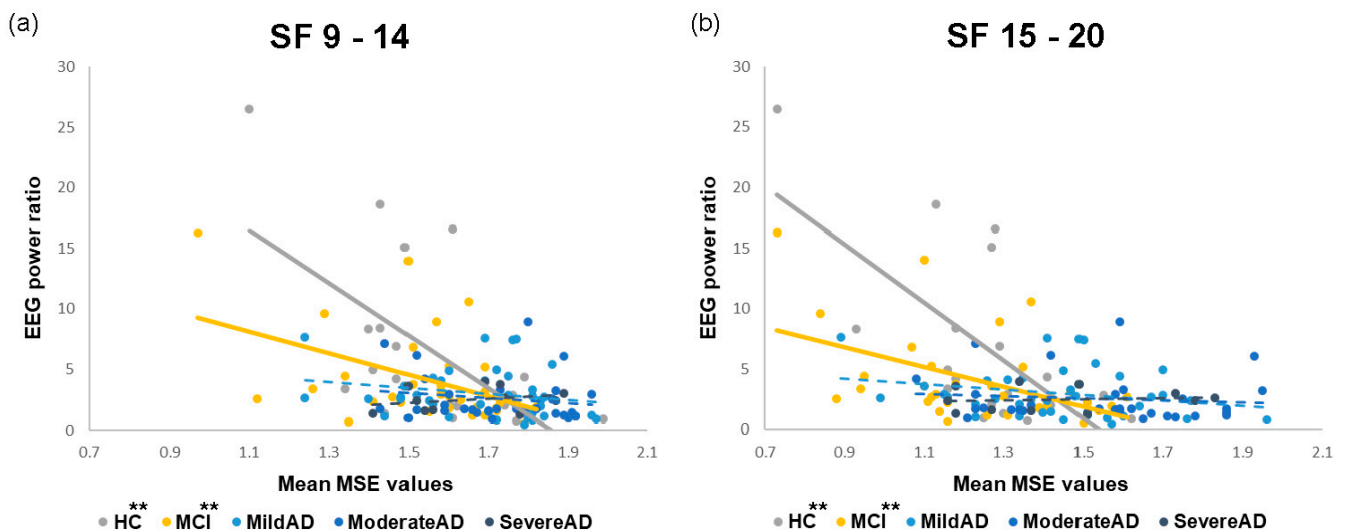 (a)
SF 9 - 14
EEG power ratio
30
25
20
15
10
5
0
0.7 0.9 1.1 1.3 1.5 1.7 1.9 2.1
Mean MSE values
HC** MCI** MildAD ModerateAD SevereAD
(b)
SF 15 - 20
EEG power ratio
30
25
20
15
10
5
0
0.7 0.9 1.1 1.3 1.5 1.7 1.9 2.1
Mean MSE values
HC** MCI** MildAD ModerateAD SevereAD